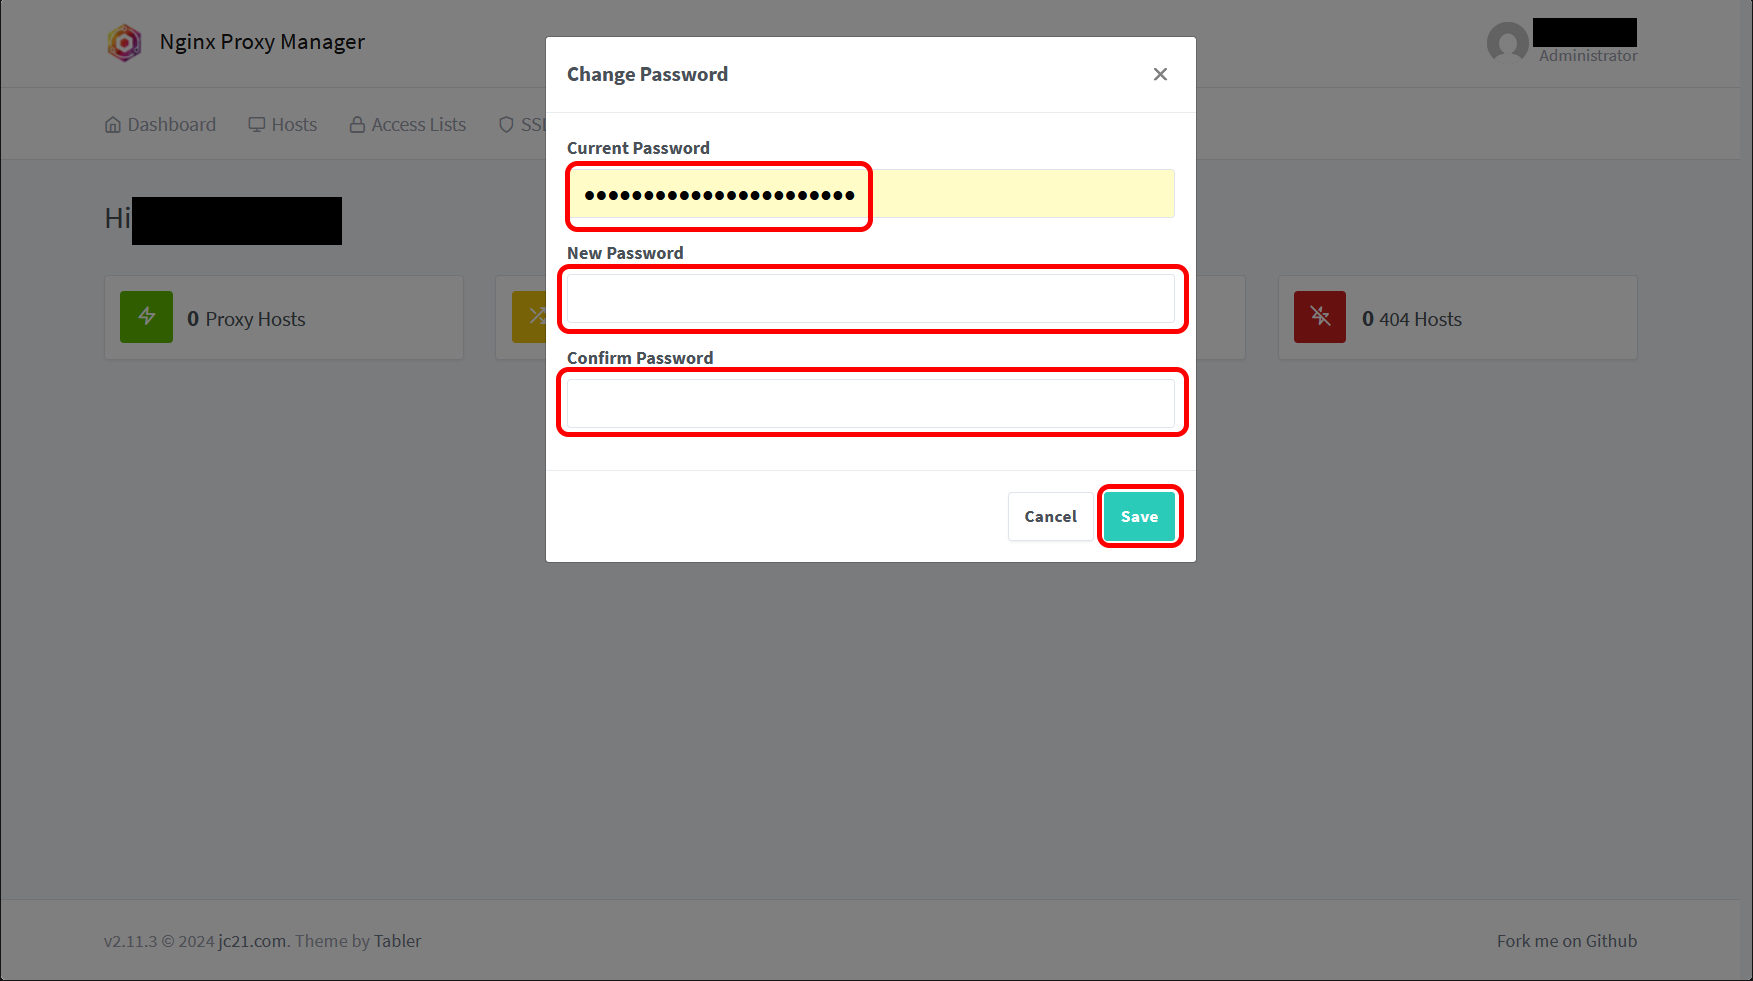 Nginx Proxy Manager
Administrator
Dashboard
Hosts
Access Lists
SSL
Hi
0 Proxy Hosts
0 404 Hosts
Change Password
Current Password
●●●●●●●●●●●●●●●●●●●●●●●
New Password
Confirm Password
Cancel
Save
v2.11.3 © 2024 jc21.com. Theme by Tabler
Fork me on Github